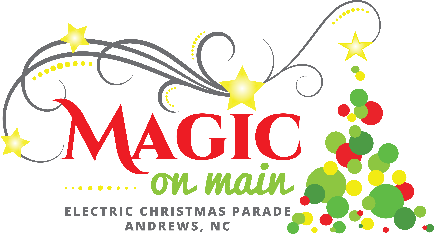 MAGIC
on main
ELECTRIC CHRISTMAS PARADE
ANDREWS, NC